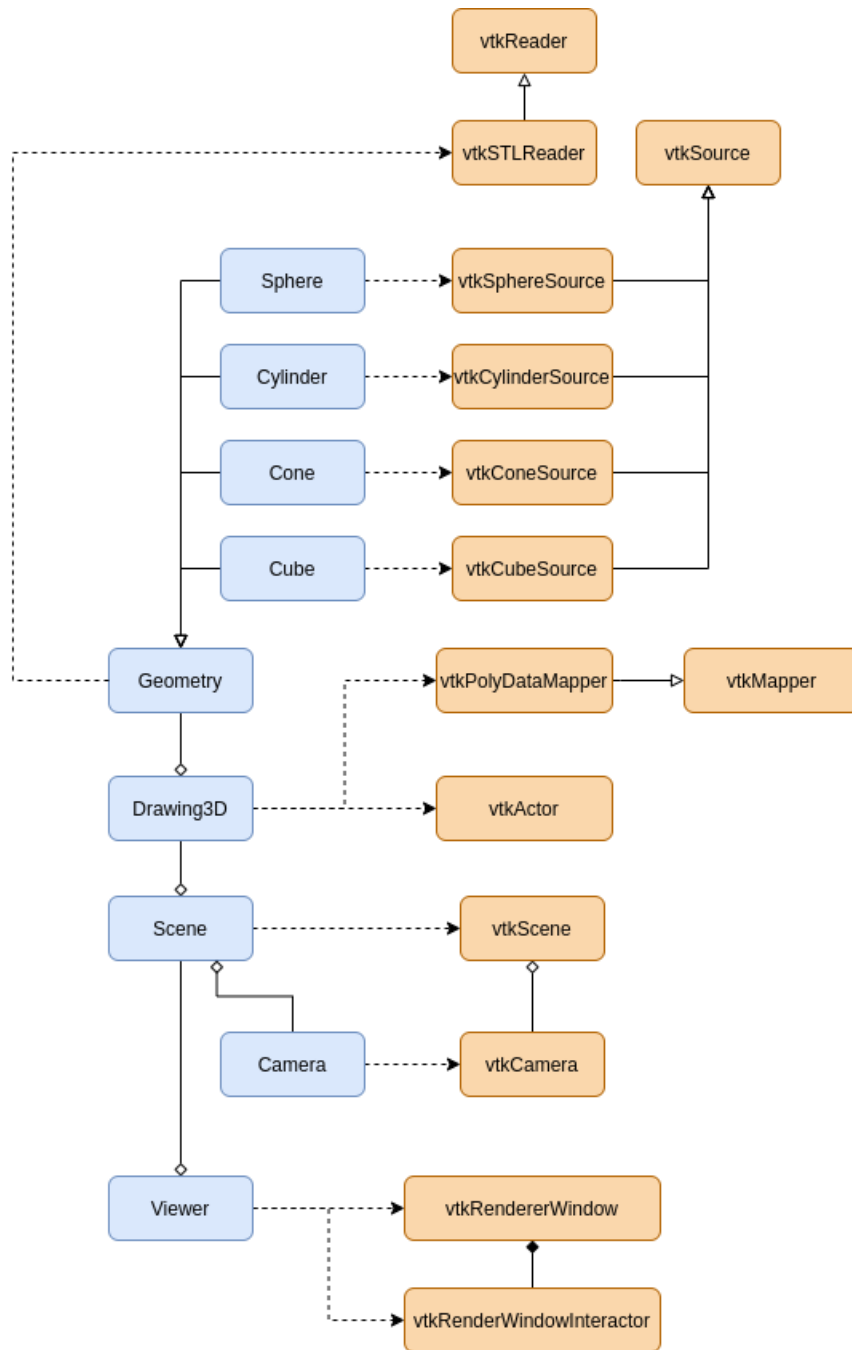 vtkReader
vtkSTLReader
vtkSource
Sphere
vtkSphereSource
Cylinder
vtkCylinderSource
Cone
vtkConeSource
Cube
vtkCubeSource
Geometry
vtkPolyDataMapper
vtkMapper
Drawing3D
vtkActor
Scene
vtkScene
Camera
vtkCamera
Viewer
vtkRendererWindow
vtkRenderWindowInteractor